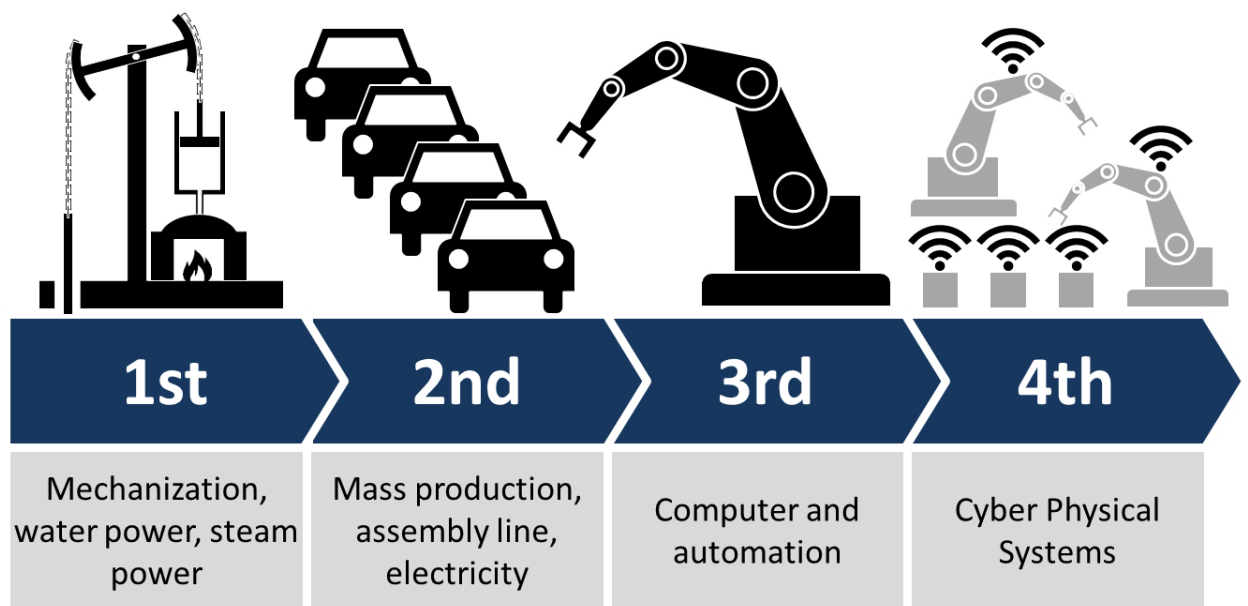 1st
2nd
3rd
4th
Mechanization,
water power, steam
power
Mass production,
assembly line,
electricity
Computer and
automation
Cyber Physical
Systems